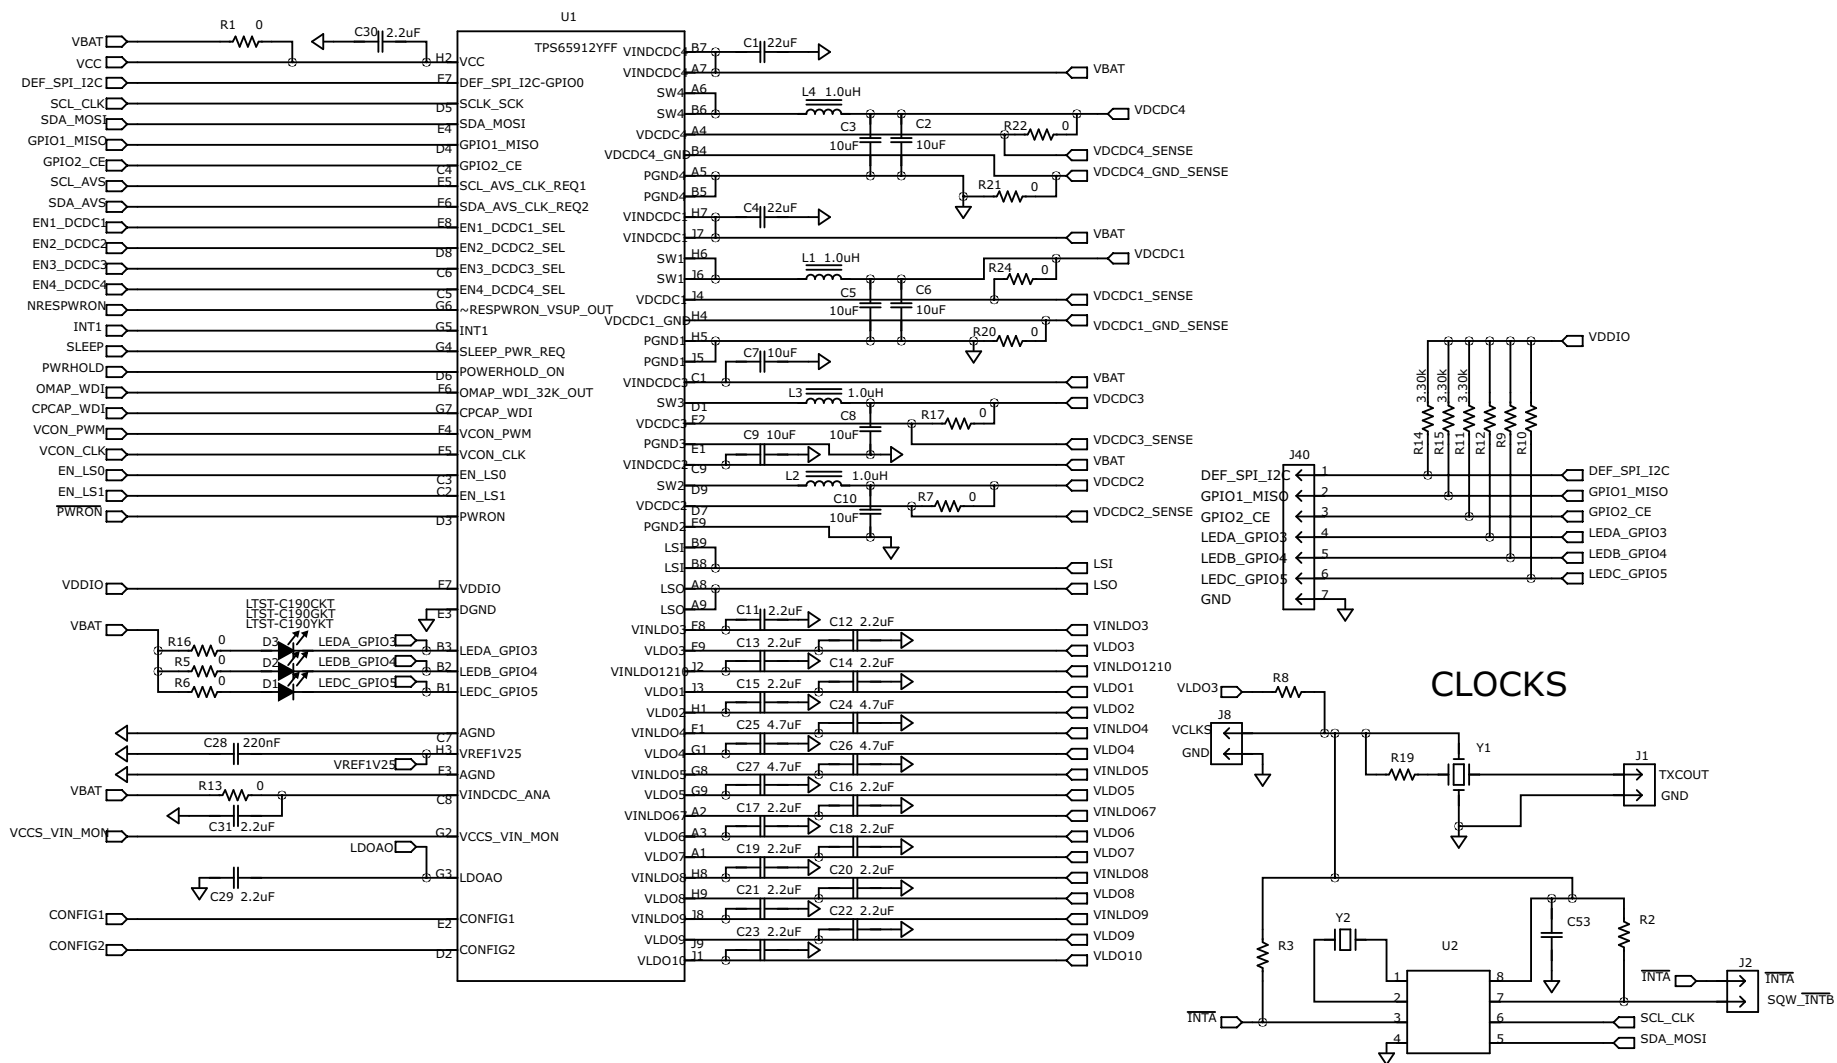 U1
TPS65912YFF
R1 0
C30 2.2uF
VBAT
VCC
H2 VCC
DEF_SPI_I2C
F7 DEF_SPI_I2C-GPIO0
SCL_CLK
D5 SCLK_SCK
SDA_MOSI
E4 SDA_MOSI
GPIO1_MISO
D4 GPIO1_MISO
GPIO2_CE
C4 GPIO2_CE
SCL_AVS
E5 SCL_AVS_CLK_REQ1
SDA_AVS
E6 SDA_AVS_CLK_REQ2
EN1_DCDC1
E8 EN1_DCDC1_SEL
EN2_DCDC2
D8 EN2_DCDC2_SEL
EN3_DCDC3
C6 EN3_DCDC3_SEL
EN4_DCDC4
C5 EN4_DCDC4_SEL
NRESPWRON
G6 ~RESPWRON_VSUP_OUT
INT1
G5 INT1
SLEEP
G4 SLEEP_PWR_REQ
PWRHOLD
D6 POWERHOLD_ON
OMAP_WDI
F6 OMAP_WDI_32K_OUT
CPCAP_WDI
G7 CPCAP_WDI
VCON_PWM
F4 VCON_PWM
VCON_CLK
F5 VCON_CLK
EN_LS0
C3 EN_LS0
EN_LS1
C2 EN_LS1
PWRON
D3 PWRON
VDDIO
E7 VDDIO
E3 DGND
LTST-C190CKT
LTST-C190GKT
LTST-C190YKT
VBAT
R16 0 D3 LEDA_GPIO3 B3 LEDA_GPIO3
R5 0 D2 LEDB_GPIO4 B2 LEDB_GPIO4
R6 0 D1 LEDC_GPIO5 B1 LEDC_GPIO5
C7 AGND
C28 220nF
H3 VREF1V25
VREF1V25
F3 AGND
VBAT
R13 0
C8 VINDCDC_ANA
C31 2.2uF
VCCS_VIN_MON
G2 VCCS_VIN_MON
LDOAO
G3 LDOAO
C29 2.2uF
CONFIG1
E2 CONFIG1
CONFIG2
D2 CONFIG2
VINDCDC4 B7 C1 22uF
VINDCDC4 A7 VBAT
SW4 A6
L4 1.0uH
SW4 B6 VDCDC4
C3 10uF
C2 10uF
R22 0
VDCDC4 A4 VDCDC4_SENSE
VDCDC4_GND B4 VDCDC4_GND_SENSE
PGND4 A5
R21 0
PGND4 B5
VINDCDC1 H7 C4 22uF
VINDCDC1 J7 VBAT
SW1 H6 VDCDC1
L1 1.0uH
SW1 J6
R24 0
C5 10uF
C6 10uF
VDCDC1 J4 VDCDC1_SENSE
VDCDC1_GND H4 VDCDC1_GND_SENSE
R20 0
PGND1 H5
PGND1 J5
C7 10uF
VINDCDC3 C1 VBAT
L3 1.0uH
SW3 D1 VDCDC3
C8 10uF
R17 0
VDCDC3 E2 VDCDC3_SENSE
PGND3 E1
C9 10uF
VINDCDC2 C9 VBAT
L2 1.0uH
SW2 D9 VDCDC2
C10 10uF
R7 0
VDCDC2 D7 VDCDC2_SENSE
PGND2 E9
LSI B9
LSI B8 LSI
LSO A8 LSO
LSO A9
C11 2.2uF
VINLDO3 F8 VINLDO3
C12 2.2uF
VLDO3 F9 VLDO3
C13 2.2uF
VINLDO1210 J2 VINLDO1210
C14 2.2uF
VLDO1 J3 VLDO1
C15 2.2uF
VLDO2 H1 VLDO2
C24 4.7uF
VINLDO4 F1 VINLDO4
C25 4.7uF
VLDO4 G1 VLDO4
C26 4.7uF
VINLDO5 G8 VINLDO5
C27 4.7uF
VLDO5 G9 VLDO5
C16 2.2uF
VINLDO67 A2 VINLDO67
C17 2.2uF
VLDO6 A3 VLDO6
C18 2.2uF
VLDO7 A1 VLDO7
C19 2.2uF
VINLDO8 H8 VINLDO8
C20 2.2uF
VLDO8 H9 VLDO8
C21 2.2uF
VINLDO9 J8 VINLDO9
C22 2.2uF
VLDO9 J9 VLDO9
C23 2.2uF
VLDO10 J1 VLDO10
VDDIO
3.30k 3.30k 3.30k
R14 R15 R11 R12 R9 R10
J40
DEF_SPI_I2C 1 DEF_SPI_I2C
GPIO1_MISO 2 GPIO1_MISO
GPIO2_CE 3 GPIO2_CE
LEDA_GPIO3 4 LEDA_GPIO3
LEDB_GPIO4 5 LEDB_GPIO4
LEDC_GPIO5 6 LEDC_GPIO5
GND 7
CLOCKS
VLDO3
R8
J8
VCLKS
GND
R19
Y1
J1
TXCOUT
GND
R3
Y2
U2
C53
R2
J2
INTA
INTA
SQW_INTB
INTA
1 8
2 7
3 6
4 5
SCL_CLK
SDA_MOSI